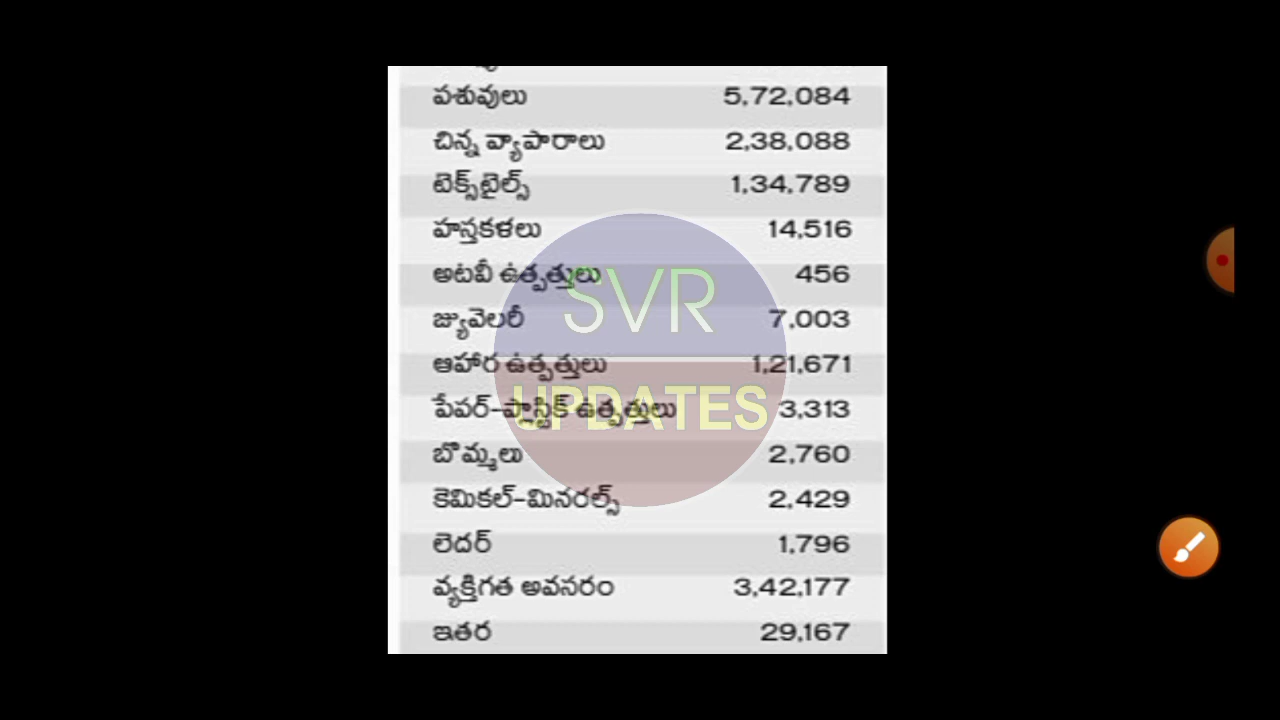 పశువులు 5,72,084
చిన్న వ్యాపారాలు 2,38,088
టెక్స్‌టైల్స్ 1,34,789
హస్తకళలు 14,516
అటవీ ఉత్పత్తులు 456
జ్యువెలరీ 7,003
ఆహార ఉత్పత్తులు 1,21,671
పేపర్-ప్లాస్టిక్ ఉత్పత్తులు 3,313
బొమ్మలు 2,760
కెమికల్-మినరల్స్ 2,429
లెదర్ 1,796
వ్యక్తిగత అవసరం 3,42,177
ఇతర 29,167
SVR
UPDATES